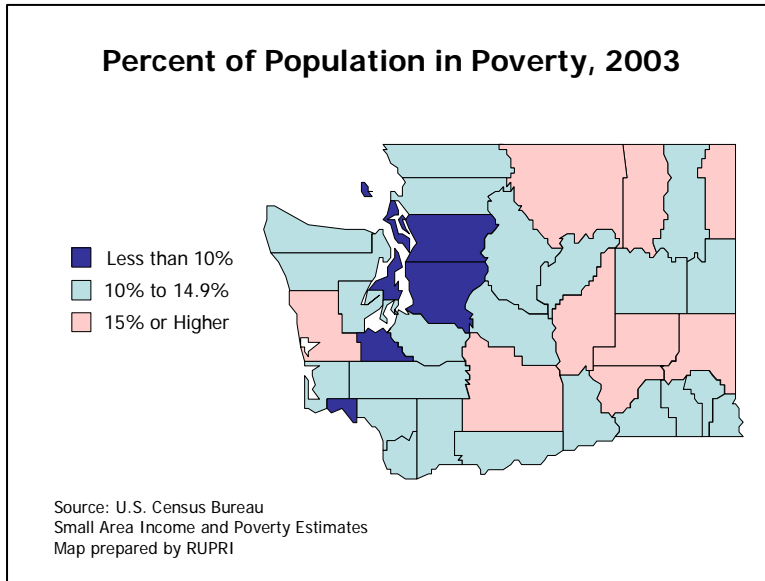 Percent of Population in Poverty, 2003
Less than 10%
10% to 14.9%
15% or Higher
Source: U.S. Census Bureau
Small Area Income and Poverty Estimates
Map prepared by RUPRI